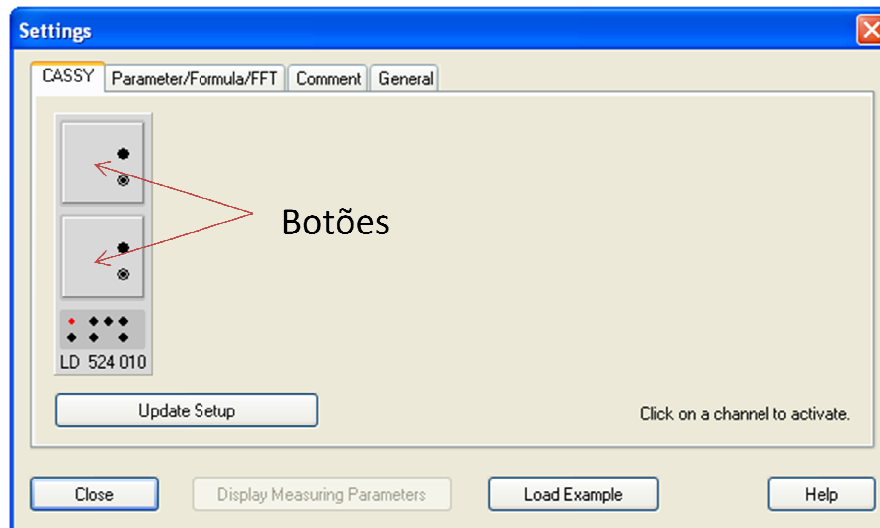 Settings
CASSY
Parameter/Formula/FFT
Comment
General
Botões
LD 524 010
Update Setup
Click on a channel to activate.
Close
Display Measuring Parameters
Load Example
Help